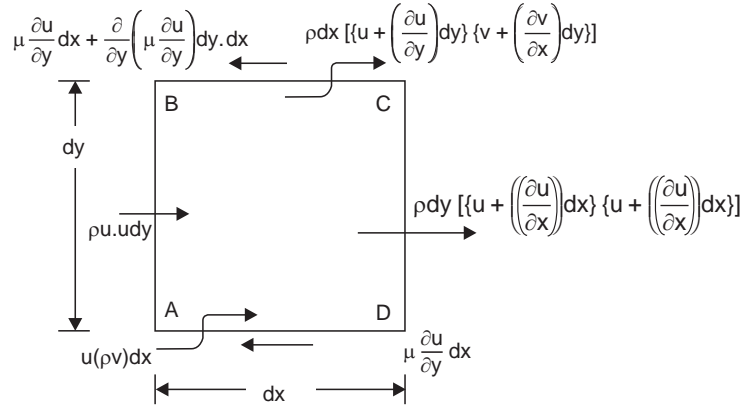 μ ∂u/∂y dx + ∂/∂y (μ ∂u/∂y) dy.dx
ρdx [{u + (∂u/∂y) dy} {v + (∂v/∂x) dy}]
B
C
dy
ρdy [{u + ((∂u/∂x)) dx} {u + ((∂u/∂x)) dx}]
ρu.udy
A
D
u(ρv)dx
μ ∂u/∂y dx
dx